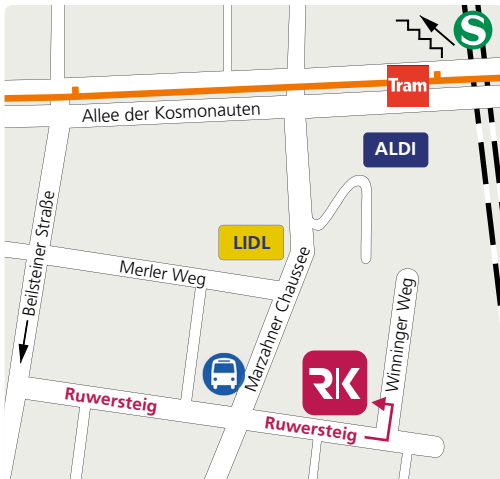 S
Tram
Allee der Kosmonauten
ALDI
Beilsteiner Straße
LIDL
Merler Weg
Marzahner Chaussee
Winninger Weg
RK
Ruwersteig
Ruwersteig